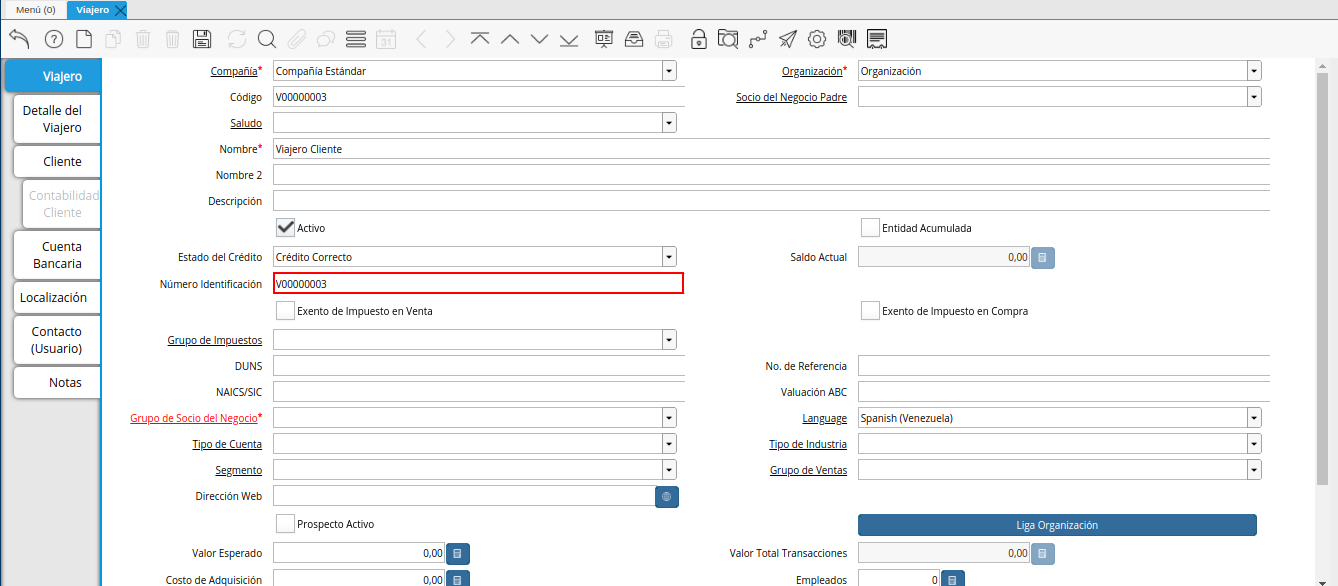 Menú (0)
Viajero
31
Viajero
Detalle del
Viajero
Cliente
Contabilidad
Cliente
Cuenta
Bancaria
Localización
Contacto
(Usuario)
Notas
Compañía* Compañía Estándar Organización* Organización
Código V00000003 Socio del Negocio Padre
Saludo
Nombre* Viajero Cliente
Nombre 2
Descripción
Activo Entidad Acumulada
Estado del Crédito Crédito Correcto Saldo Actual 0,00
Número Identificación V00000003
Exento de Impuesto en Venta Exento de Impuesto en Compra
Grupo de Impuestos
DUNS No. de Referencia
NAICS/SIC Valuación ABC
Grupo de Socio del Negocio* Language Spanish (Venezuela)
Tipo de Cuenta Tipo de Industria
Segmento Grupo de Ventas
Dirección Web
Prospecto Activo Liga Organización
Valor Esperado 0,00 Valor Total Transacciones 0,00
Costo de Adquisición 0,00 Empleados 0